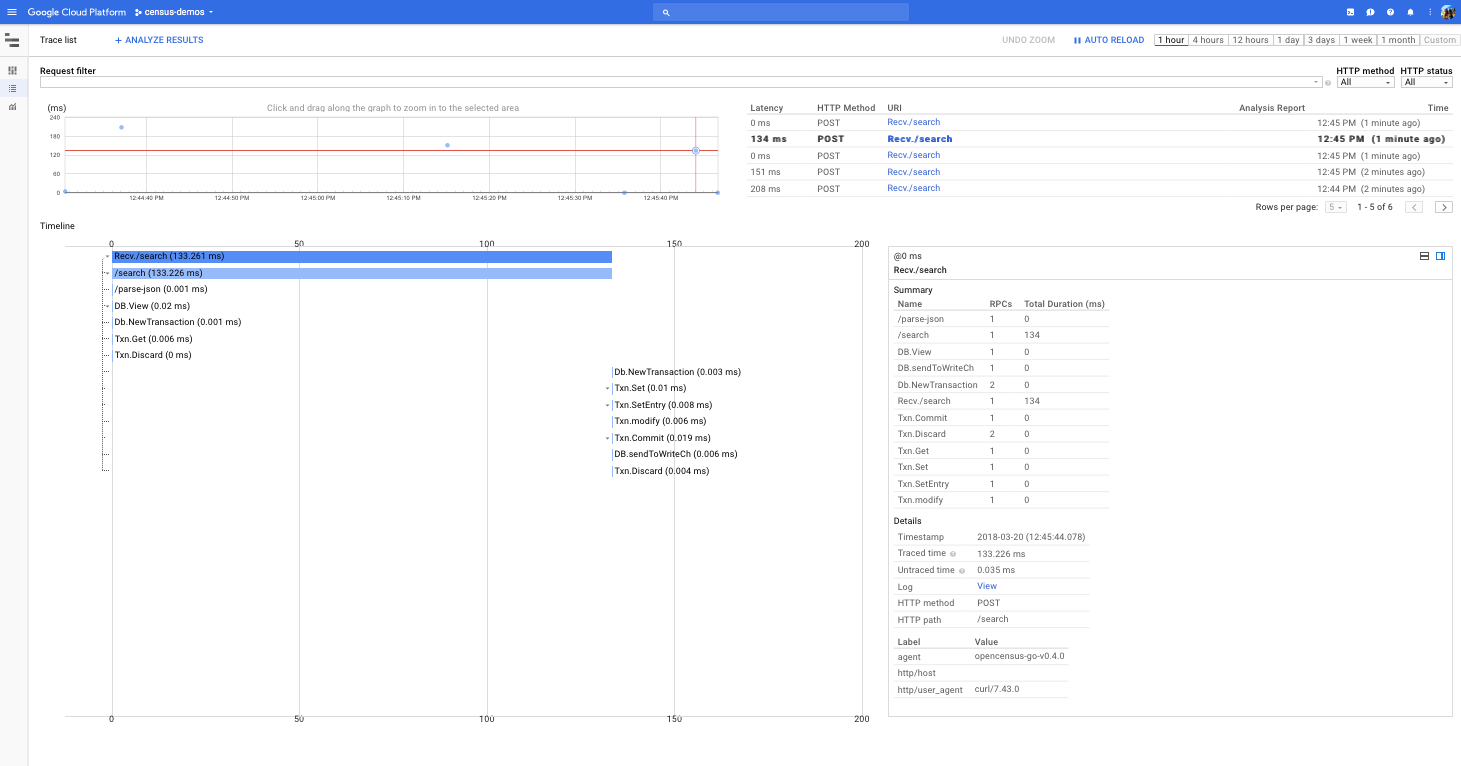 Google Cloud Platform census-demos
Trace list + ANALYZE RESULTS UNDO ZOOM AUTO RELOAD 1 hour 4 hours 12 hours 1 day 3 days 1 week 1 month Custom
Request filter HTTP method HTTP status
All All
(ms) Click and drag along the graph to zoom in to the selected area
240
180
120
60
0
12:44:40 PM 12:44:50 PM 12:45:00 PM 12:45:10 PM 12:45:20 PM 12:45:30 PM 12:45:40 PM
Latency HTTP Method URI Analysis Report Time
0 ms POST Recv./search 12:45 PM (1 minute ago)
134 ms POST Recv./search 12:45 PM (1 minute ago)
0 ms POST Recv./search 12:45 PM (1 minute ago)
151 ms POST Recv./search 12:45 PM (2 minutes ago)
208 ms POST Recv./search 12:44 PM (2 minutes ago)
Rows per page: 5 1 - 5 of 6
Timeline
0 50 100 150 200
Recv./search (133.261 ms)
/search (133.226 ms)
/parse-json (0.001 ms)
DB.View (0.02 ms)
Db.NewTransaction (0.001 ms)
Txn.Get (0.006 ms)
Txn.Discard (0 ms)
Db.NewTransaction (0.003 ms)
Txn.Set (0.01 ms)
Txn.SetEntry (0.008 ms)
Txn.modify (0.006 ms)
Txn.Commit (0.019 ms)
DB.sendToWriteCh (0.006 ms)
Txn.Discard (0.004 ms)
0 50 100 150 200
@0 ms
Recv./search
Summary
Name RPCs Total Duration (ms)
/parse-json 1 0
/search 1 134
DB.View 1 0
DB.sendToWriteCh 1 0
Db.NewTransaction 2 0
Recv./search 1 134
Txn.Commit 1 0
Txn.Discard 2 0
Txn.Get 1 0
Txn.Set 1 0
Txn.SetEntry 1 0
Txn.modify 1 0
Details
Timestamp 2018-03-20 (12:45:44.078)
Traced time 133.226 ms
Untraced time 0.035 ms
Log View
HTTP method POST
HTTP path /search
Label Value
agent opencensus-go-v0.4.0
http/host
http/user_agent curl/7.43.0